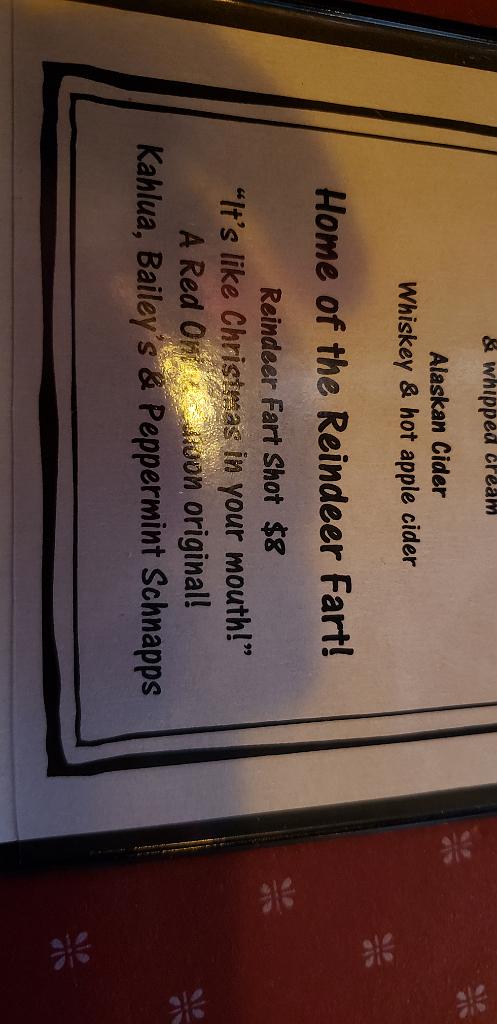 & whipped cream
Alaskan Cider
Whiskey & hot apple cider
Home of the Reindeer Fart!
Reindeer Fart Shot $8
"It's like Christmas in your mouth!"
A Red original!
Kahlua, Bailey's & Peppermint Schnapps